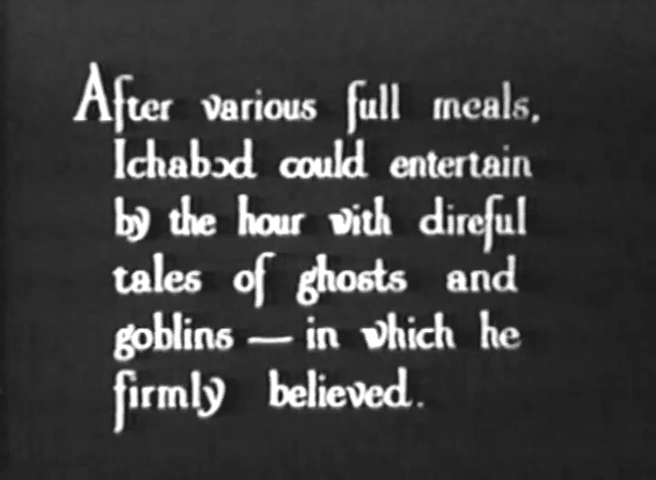 After various full meals,
Ichabod could entertain
by the hour with direful
tales of ghosts and
goblins — in which he
firmly believed.